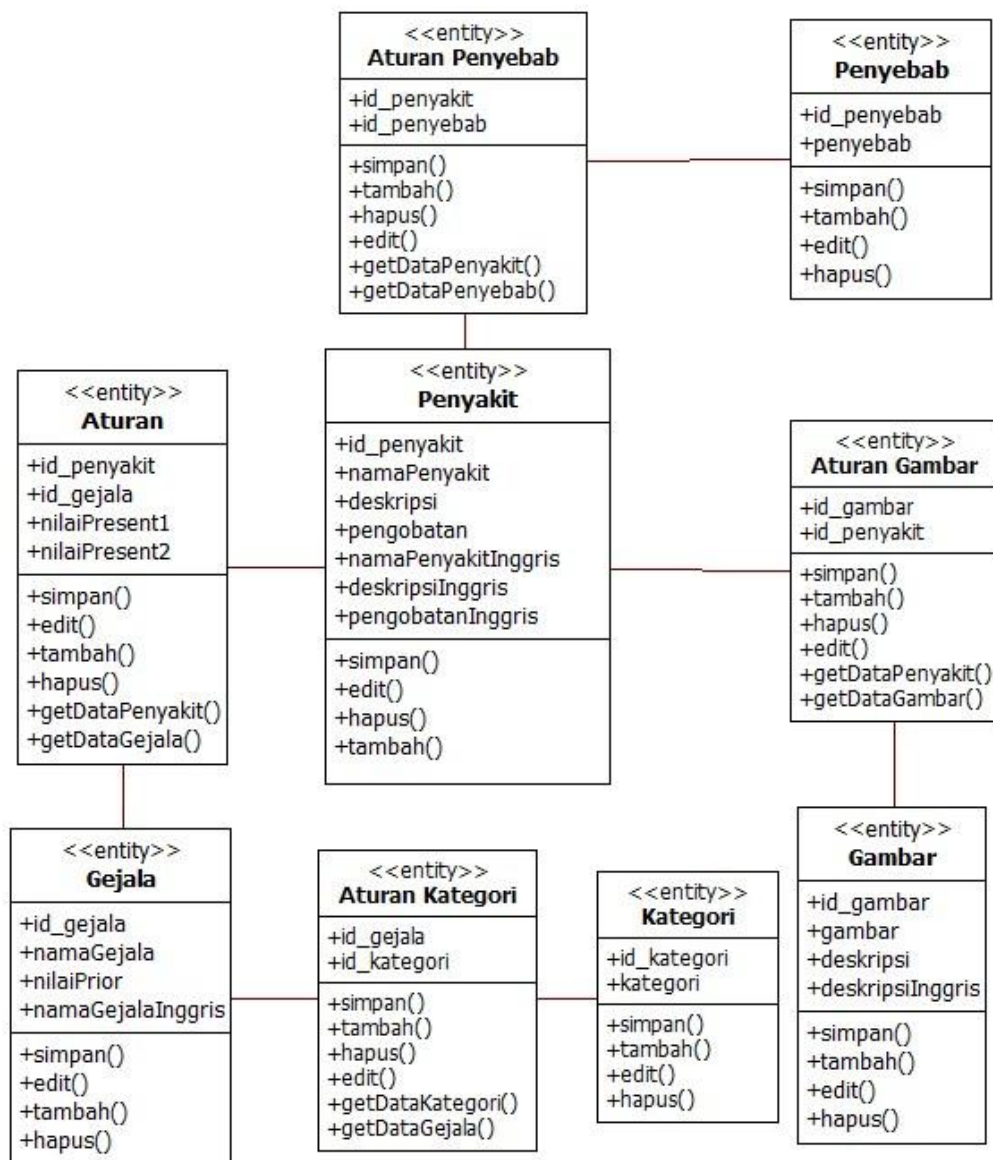 <<entity>>
Aturan Penyebab
+id_penyakit
+id_penyebab
+simpan()
+tambah()
+hapus()
+edit()
+getDataPenyakit()
+getDataPenyebab()
<<entity>>
Penyebab
+id_penyebab
+penyebab
+simpan()
+tambah()
+edit()
+hapus()
<<entity>>
Aturan
+id_penyakit
+id_gejala
+nilaiPresent1
+nilaiPresent2
+simpan()
+edit()
+tambah()
+hapus()
+getDataPenyakit()
+getDataGejala()
<<entity>>
Penyakit
+id_penyakit
+namaPenyakit
+deskripsi
+pengobatan
+namaPenyakitInggris
+deskripsiInggris
+pengobatanInggris
+simpan()
+edit()
+hapus()
+tambah()
<<entity>>
Aturan Gambar
+id_gambar
+id_penyakit
+simpan()
+tambah()
+hapus()
+edit()
+getDataPenyakit()
+getDataGambar()
<<entity>>
Gejala
+id_gejala
+namaGejala
+nilaiPrior
+namaGejalaInggris
+simpan()
+edit()
+tambah()
+hapus()
<<entity>>
Aturan Kategori
+id_gejala
+id_kategori
+simpan()
+tambah()
+hapus()
+edit()
+getDataKategori()
+getDataGejala()
<<entity>>
Kategori
+id_kategori
+kategori
+simpan()
+tambah()
+edit()
+hapus()
<<entity>>
Gambar
+id_gambar
+gambar
+deskripsi
+deskripsiInggris
+simpan()
+tambah()
+edit()
+hapus()